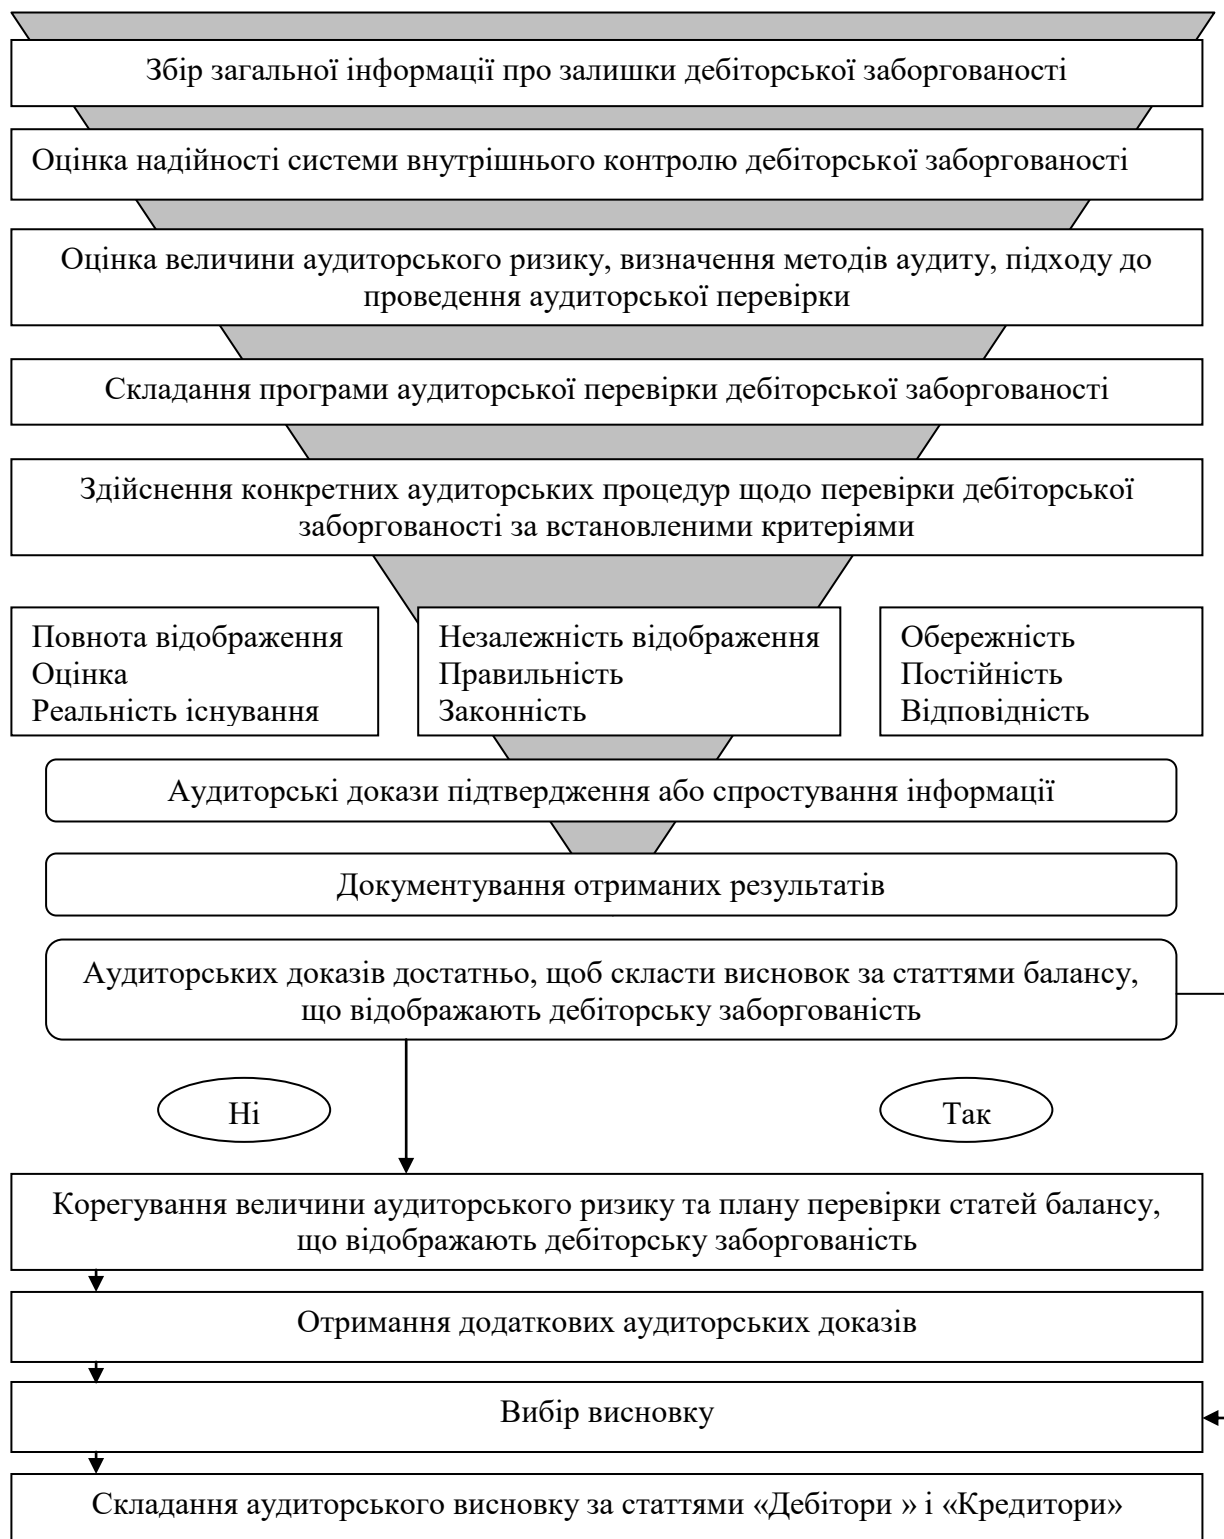 Збір загальної інформації про залишки дебіторської заборгованості
Оцінка надійності системи внутрішнього контролю дебіторської заборгованості
Оцінка величини аудиторського ризику, визначення методів аудиту, підходу до
проведення аудиторської перевірки
Складання програми аудиторської перевірки дебіторської заборгованості
Здійснення конкретних аудиторських процедур щодо перевірки дебіторської
заборгованості за встановленими критеріями
Повнота відображення
Оцінка
Реальність існування
Незалежність відображення
Правильність
Законність
Обережність
Постійність
Відповідність
Аудиторські докази підтвердження або спростування інформації
Документування отриманих результатів
Аудиторських доказів достатньо, щоб скласти висновок за статтями балансу,
що відображають дебіторську заборгованість
Ні
Так
Корегування величини аудиторського ризику та плану перевірки статей балансу,
що відображають дебіторську заборгованість
Отримання додаткових аудиторських доказів
Вибір висновку
Складання аудиторського висновку за статтями «Дебітори » і «Кредитори»